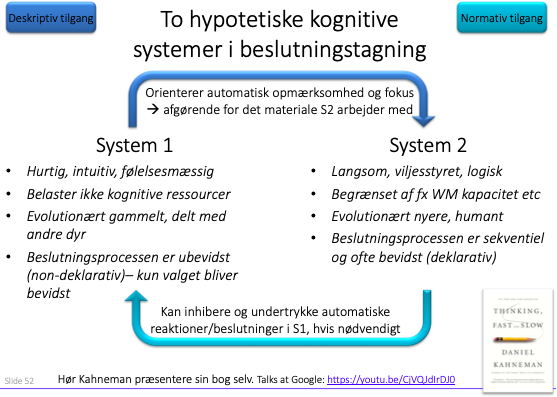 Deskriptiv tilgang
Normativ tilgang
To hypotetiske kognitive
systemer i beslutningstagning
Orienterer automatisk opmærksomhed og fokus
→ afgørende for det materiale S2 arbejder med
System 1
• Hurtig, intuitiv, følelsesmæssig
• Belaster ikke kognitive ressourcer
• Evolutionært gammelt, delt med
andre dyr
• Beslutningsprocessen er ubevidst
(non-deklarativ)– kun valget bliver
bevidst
System 2
• Langsom, viljesstyret, logisk
• Begrænset af fx WM kapacitet etc
• Evolutionært nyere, humant
• Beslutningsprocessen er sekventiel
og ofte bevidst (deklarativ)
Kan inhibere og undertrykke automatiske
reaktioner/beslutninger i S1, hvis nødvendigt
THINKING,
FAST AND SLOW
DANIEL
KAHNEMAN
Slide 52
Hør Kahneman præsentere sin bog selv. Talks at Google: https://youtu.be/CjVQJdIrDJ0